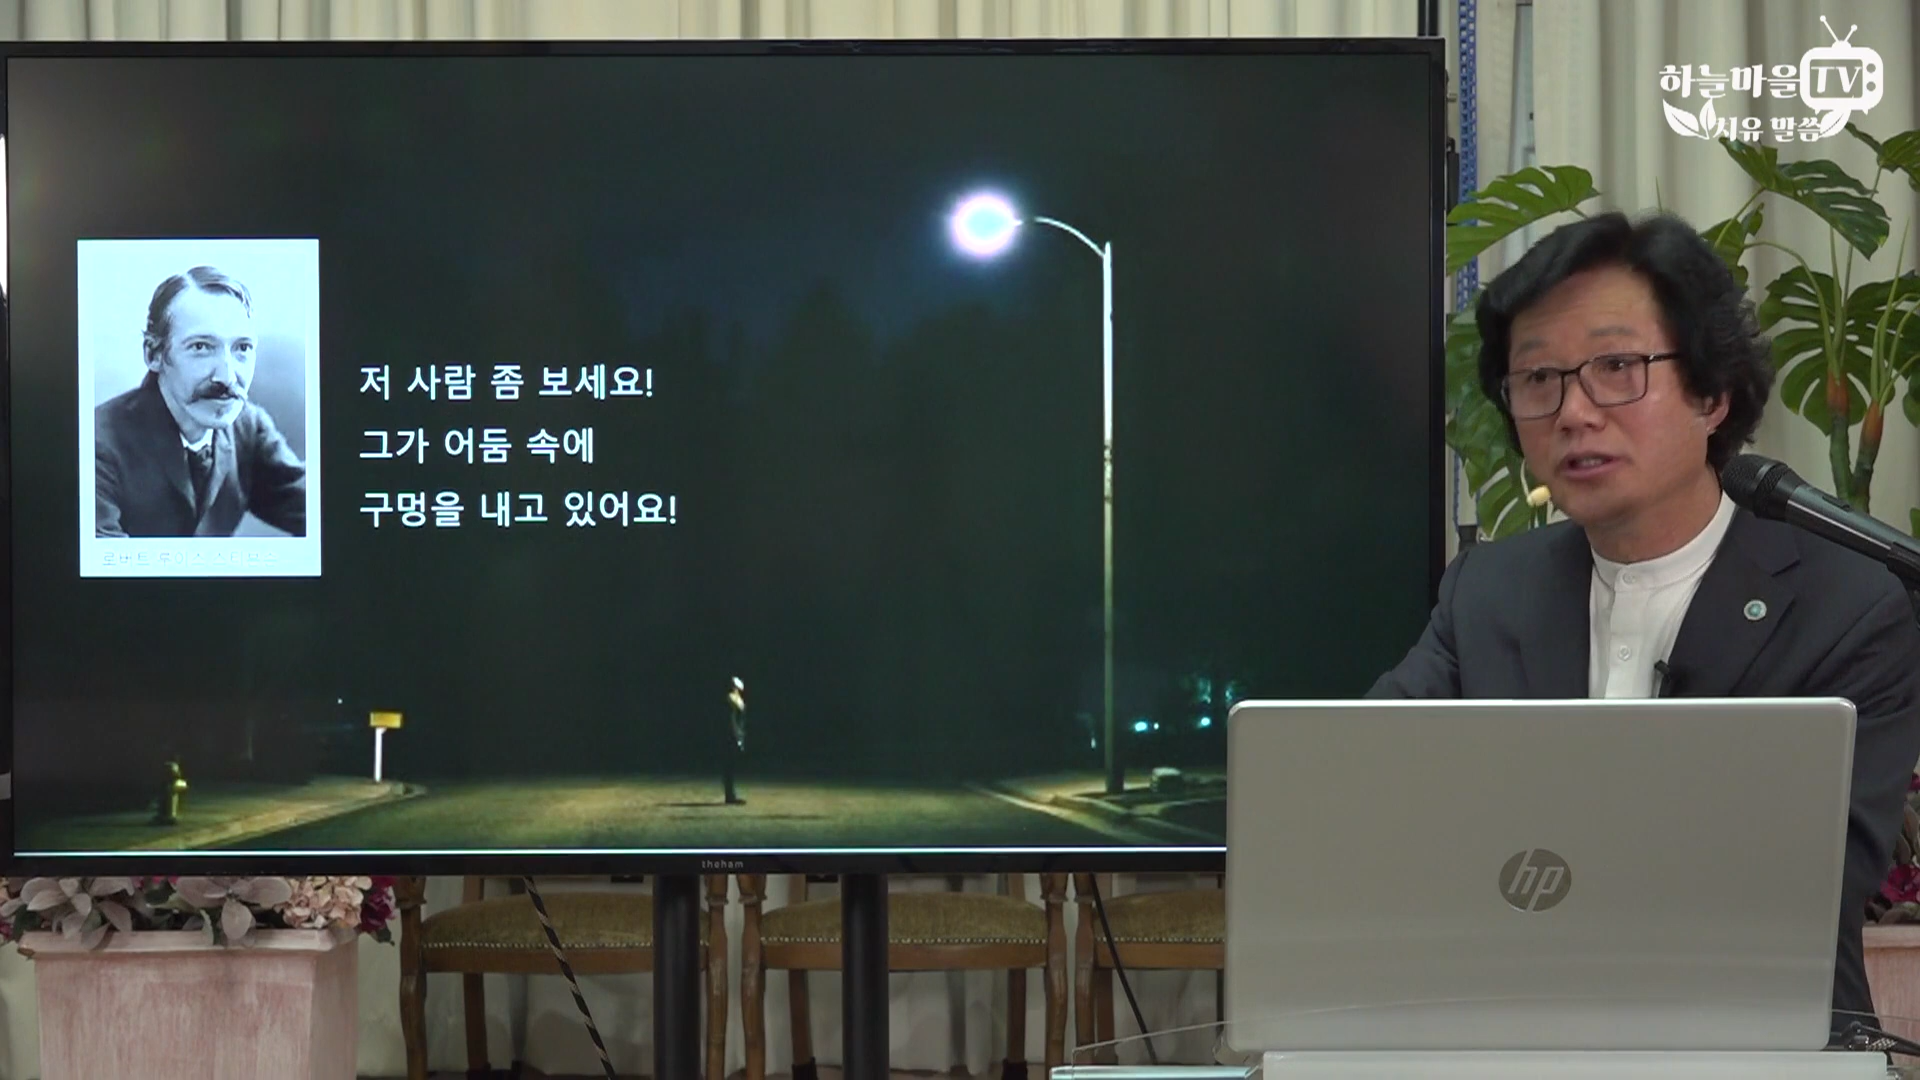 하늘마을TV
치유 말씀
저 사람 좀 보세요!
그가 어둠 속에
구멍을 내고 있어요!
로버트 루이스 스티븐슨
theham
hp